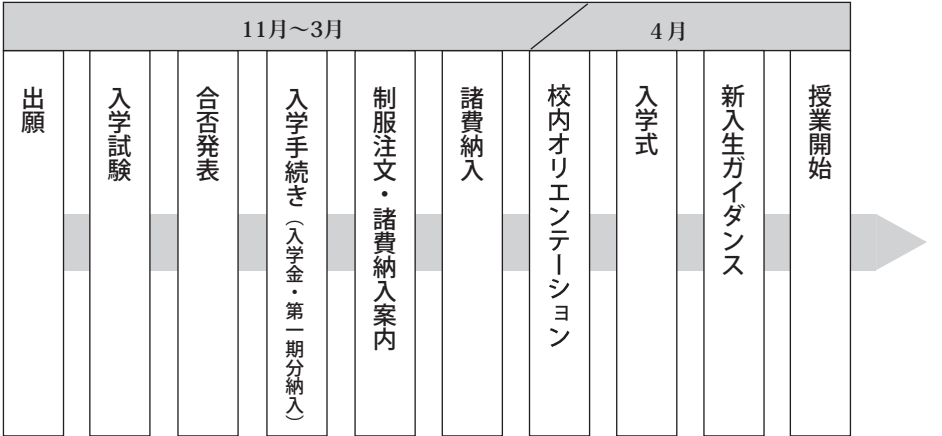 11月〜3月
4月
出願
入学試験
合否発表
入学手続き（入学金・第一期分納入）
制服注文・諸費納入案内
諸費納入
校内オリエンテーション
入学式
新入生ガイダンス
授業開始